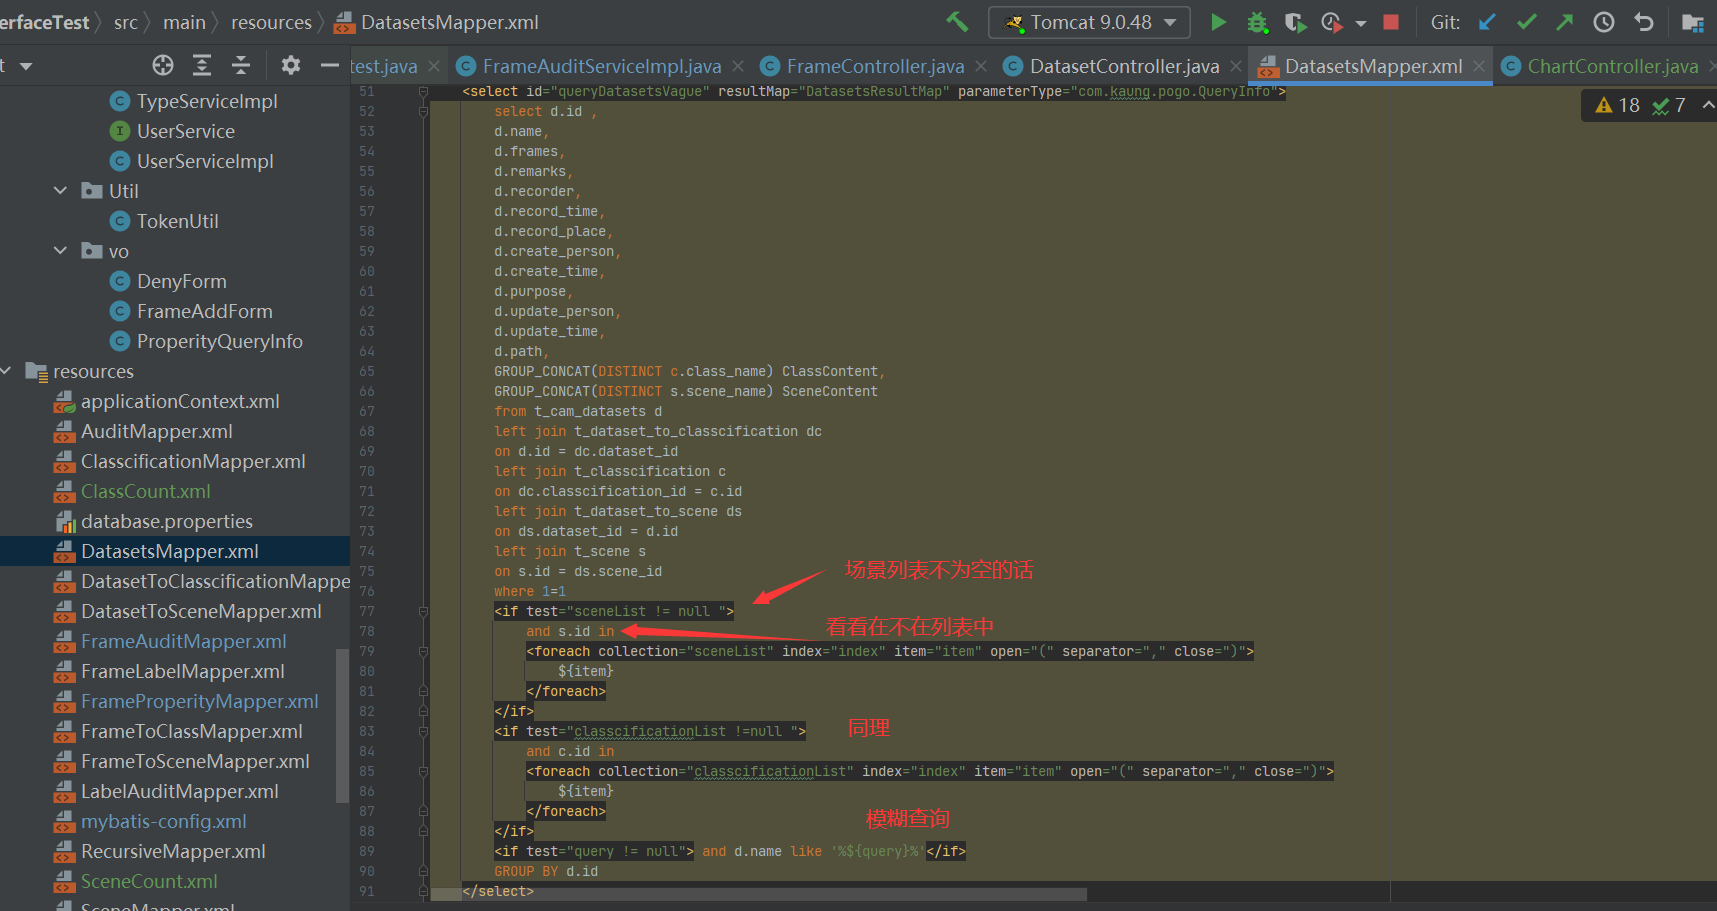 erfaceTest
src
main
resources
DatasetsMapper.xml
Tomcat 9.0.48
Git:
t
test.java
FrameAuditServiceImpl.java
FrameController.java
DatasetController.java
DatasetsMapper.xml
ChartController.java
18
7
TypeServiceImpl
UserService
UserServiceImpl
Util
TokenUtil
vo
DenyForm
FrameAddForm
ProperityQueryInfo
resources
applicationContext.xml
AuditMapper.xml
ClasscificationMapper.xml
ClassCount.xml
database.properties
DatasetsMapper.xml
DatasetToClasscificationMappe
DatasetToSceneMapper.xml
FrameAuditMapper.xml
FrameLabelMapper.xml
FrameProperityMapper.xml
FrameToClassMapper.xml
FrameToSceneMapper.xml
LabelAuditMapper.xml
mybatis-config.xml
RecursiveMapper.xml
SceneCount.xml
SceneMapper.xml
51 <select id="queryDatasetsVague" resultMap="DatasetsResultMap" parameterType="com.kaung.pogo.QueryInfo">
52 select d.id ,
53 d.name,
54 d.frames,
55 d.remarks,
56 d.recorder,
57 d.record_time,
58 d.record_place,
59 d.create_person,
60 d.create_time,
61 d.purpose,
62 d.update_person,
63 d.update_time,
64 d.path,
65 GROUP_CONCAT(DISTINCT c.class_name) ClassContent,
66 GROUP_CONCAT(DISTINCT s.scene_name) SceneContent
67 from t_cam_datasets d
68 left join t_dataset_to_classcification dc
69 on d.id = dc.dataset_id
70 left join t_classcification c
71 on dc.classcification_id = c.id
72 left join t_dataset_to_scene ds
73 on ds.dataset_id = d.id
74 left join t_scene s
75 on s.id = ds.scene_id
场景列表不为空的话
76 where 1=1
77 <if test="sceneList != null ">
78 and s.id in
看看在不在列表中
79 <foreach collection="sceneList" index="index" item="item" open="(" separator="," close=")">
80 ${item}
81 </foreach>
82 </if>
83 <if test="classcificationList !=null ">
同理
84 and c.id in
85 <foreach collection="classcificationList" index="index" item="item" open="(" separator="," close=")">
86 ${item}
87 </foreach>
模糊查询
88 </if>
89 <if test="query != null"> and d.name like '%${query}%'</if>
90 GROUP BY d.id
91 </select>